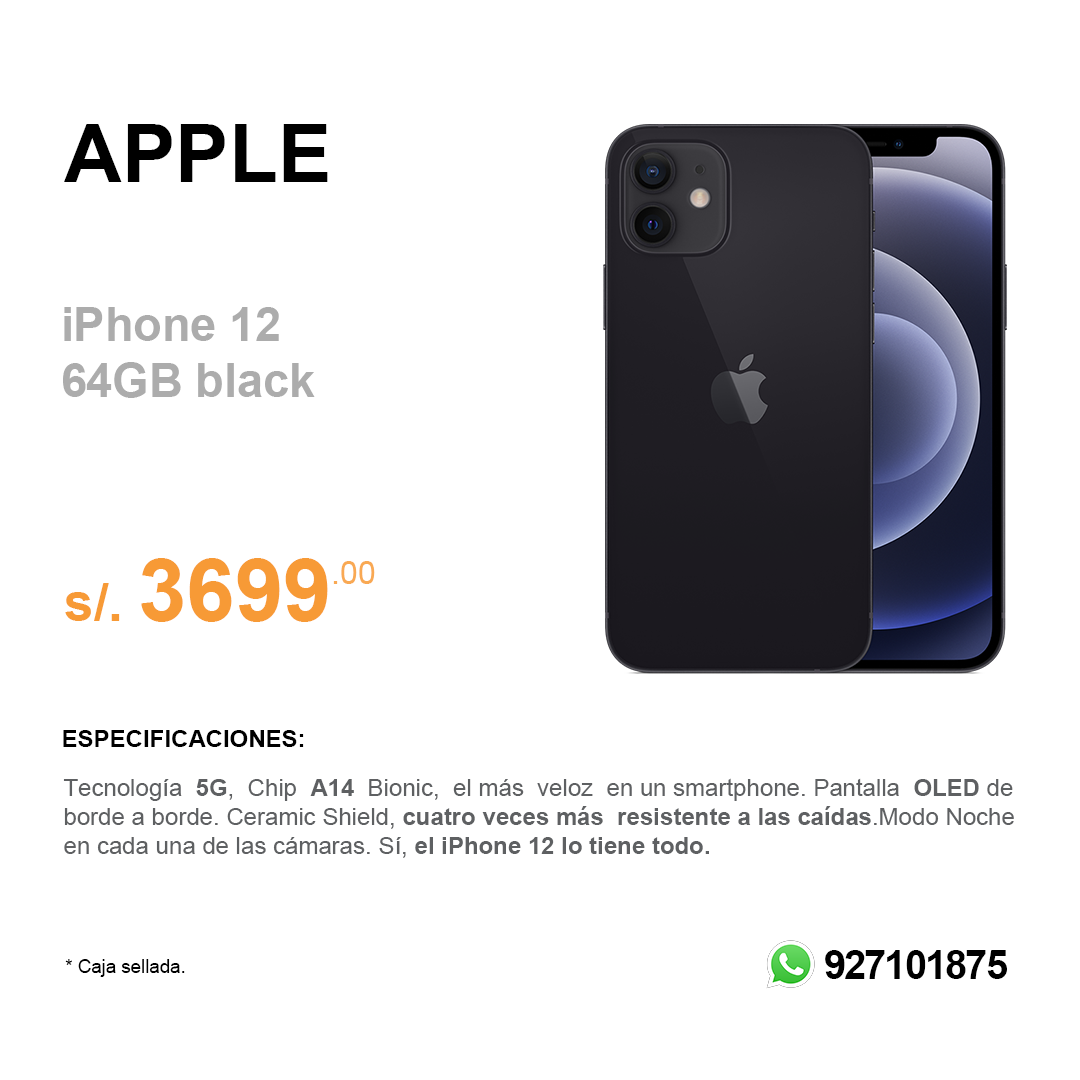 APPLE
iPhone 12
64GB black
s/. 3699.00
ESPECIFICACIONES:
Tecnología 5G, Chip A14 Bionic, el más veloz en un smartphone. Pantalla OLED de
borde a borde. Ceramic Shield, cuatro veces más resistente a las caídas.Modo Noche
en cada una de las cámaras. Sí, el iPhone 12 lo tiene todo.
* Caja sellada.
927101875